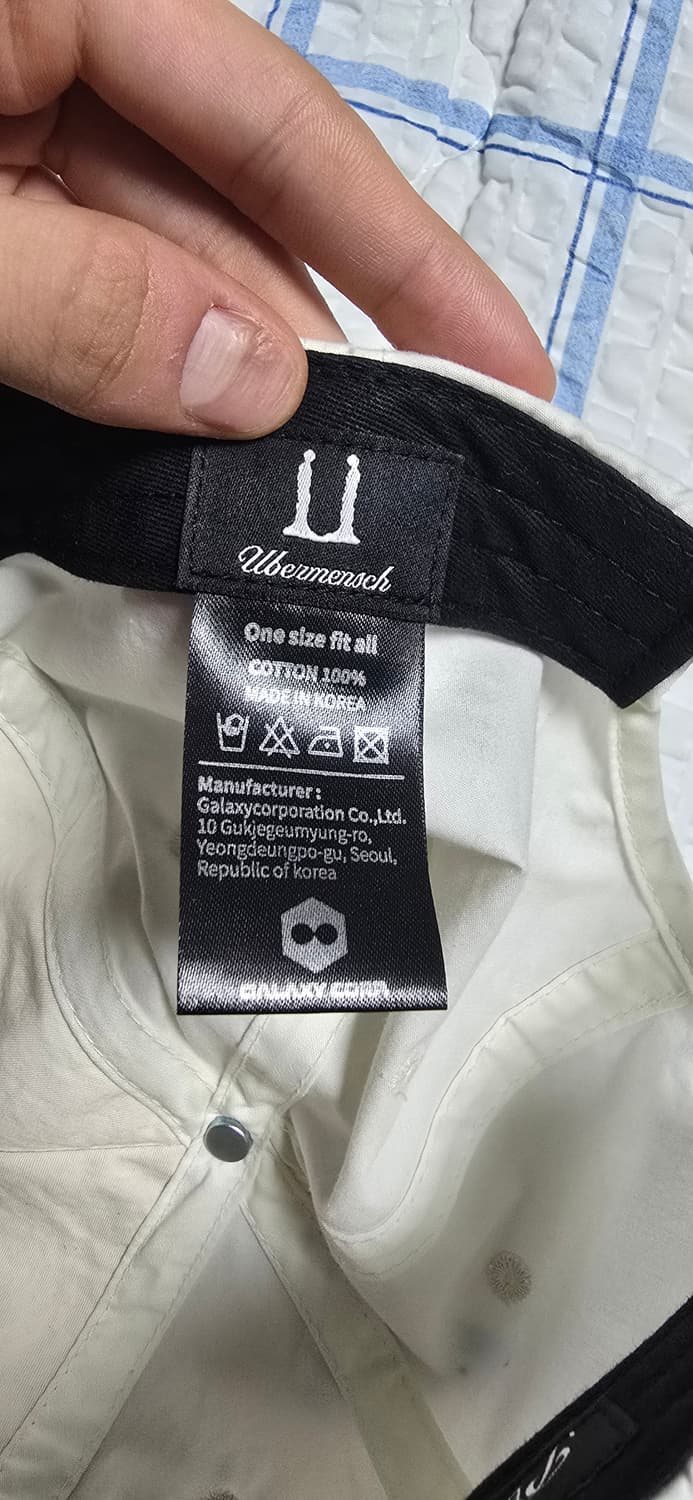 Ubermensch
One size fit all
COTTON 100%
MADE IN KOREA
Manufacturer :
Galaxycorporation Co.,Ltd.
10 Gukjegeumyung-ro,
Yeongdeungpo-gu, Seoul,
Republic of korea
GALAXY CORP.